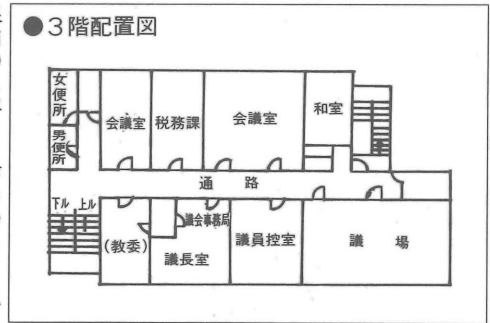 ●3階配置図
女便所
男便所
会議室
税務課
会議室
和室
通路
下ル 上ル
(教委)
議会事務局
議長室
議員控室
議場